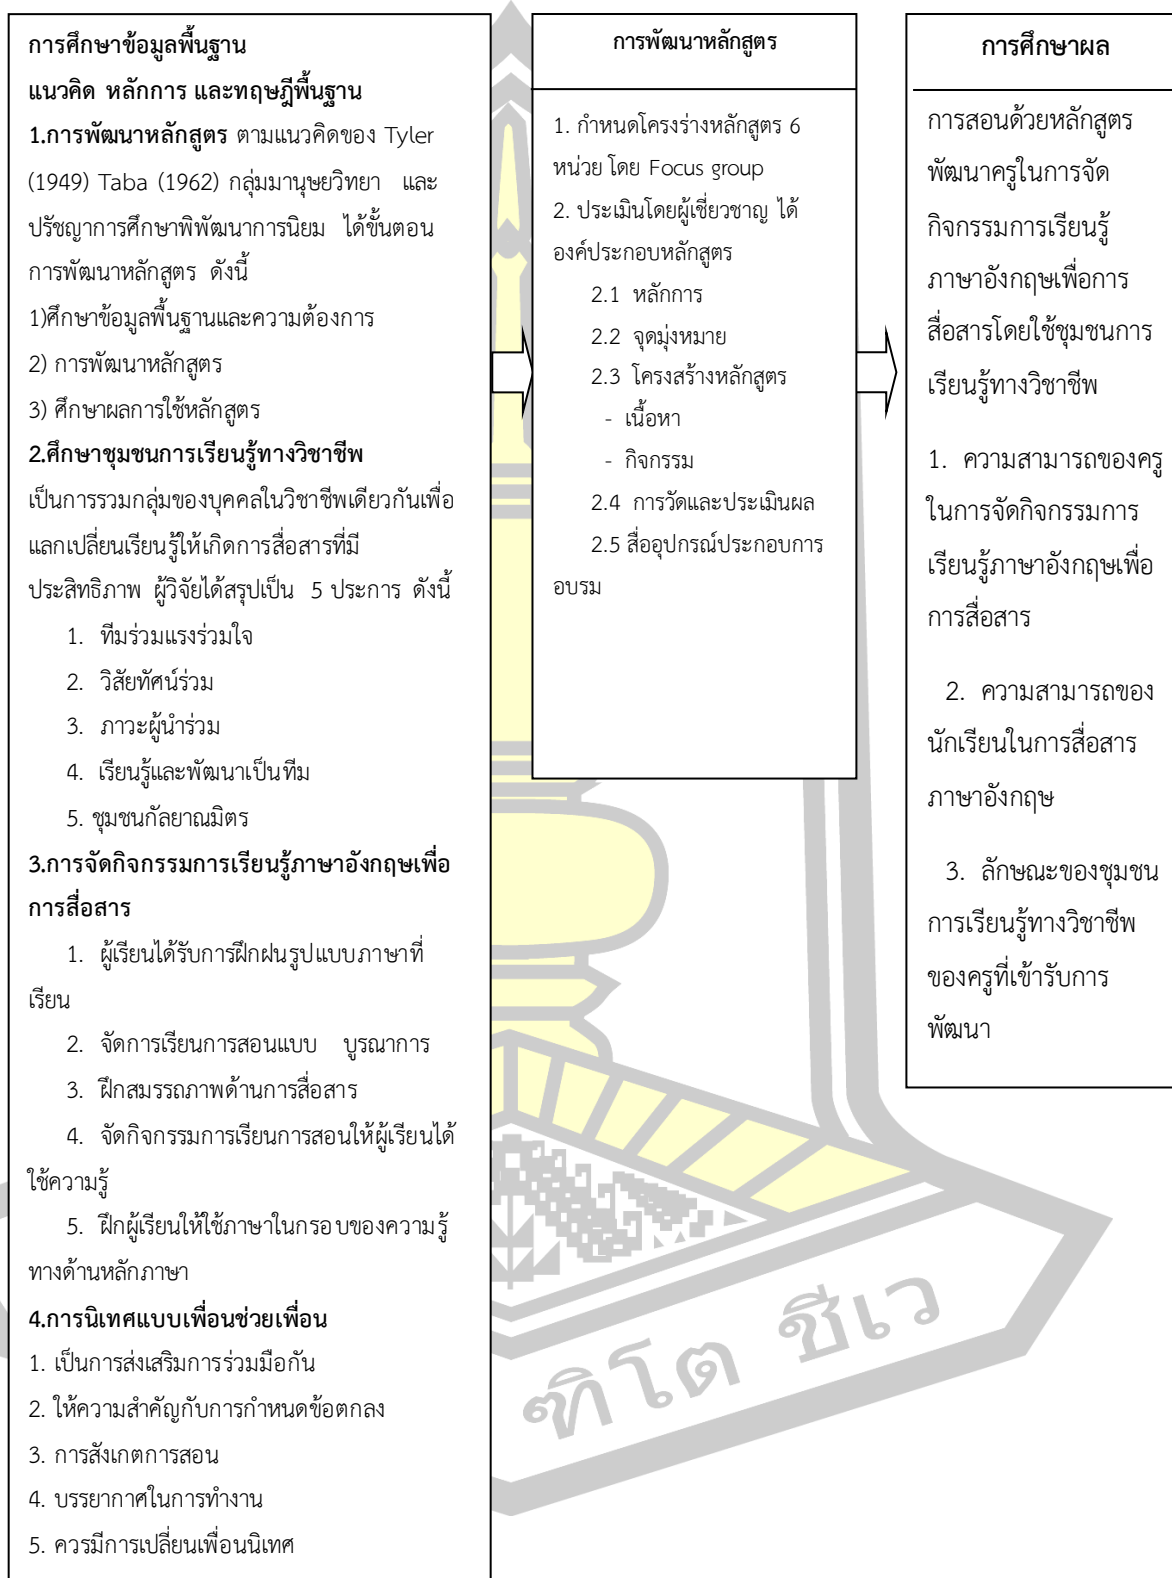 การศึกษาข้อมูลพื้นฐาน
แนวคิด หลักการ และทฤษฎีพื้นฐาน
1.การพัฒนาหลักสูตร ตามแนวคิดของ Tyler
(1949) Taba (1962) กลุ่มมานุษยวิทยา และ
ปรัชญาการศึกษาพิพัฒนาการนิยม ได้ขั้นตอน
การพัฒนาหลักสูตร ดังนี้
1)ศึกษาข้อมูลพื้นฐานและความต้องการ
2) การพัฒนาหลักสูตร
3) ศึกษาผลการใช้หลักสูตร
2.ศึกษาชุมชนการเรียนรู้ทางวิชาชีพ
เป็นการรวมกลุ่มของบุคคลในวิชาชีพเดียวกันเพื่อ
แลกเปลี่ยนเรียนรู้ให้เกิดการสื่อสารที่มี
ประสิทธิภาพ ผู้วิจัยได้สรุปเป็น 5 ประการ ดังนี้
1. ทีมร่วมแรงร่วมใจ
2. วิสัยทัศน์ร่วม
3. ภาวะผู้นำร่วม
4. เรียนรู้และพัฒนาเป็นทีม
5. ชุมชนกัลยาณมิตร
3.การจัดกิจกรรมการเรียนรู้ภาษาอังกฤษเพื่อ
การสื่อสาร
1. ผู้เรียนได้รับการฝึกฝนรูปแบบภาษาที่
เรียน
2. จัดการเรียนการสอนแบบ บูรณาการ
3. ฝึกสมรรถภาพด้านการสื่อสาร
4. จัดกิจกรรมการเรียนการสอนให้ผู้เรียนได้
ใช้ความรู้
5. ฝึกผู้เรียนให้ใช้ภาษาในกรอบของความรู้
ทางด้านหลักภาษา
4.การนิเทศแบบเพื่อนช่วยเพื่อน
1. เป็นการส่งเสริมการร่วมมือกัน
2. ให้ความสำคัญกับการกำหนดข้อตกลง
3. การสังเกตการสอน
4. บรรยากาศในการทำงาน
5. ควรมีการเปลี่ยนเพื่อนนิเทศ
การพัฒนาหลักสูตร
1. กำหนดโครงร่างหลักสูตร 6
หน่วย โดย Focus group
2. ประเมินโดยผู้เชี่ยวชาญ ได้
องค์ประกอบหลักสูตร
2.1 หลักการ
2.2 จุดมุ่งหมาย
2.3 โครงสร้างหลักสูตร
- เนื้อหา
- กิจกรรม
2.4 การวัดและประเมินผล
2.5 สื่ออุปกรณ์ประกอบการ
อบรม
การศึกษาผล
การสอนด้วยหลักสูตร
พัฒนาครูในการจัด
กิจกรรมการเรียนรู้
ภาษาอังกฤษเพื่อการ
สื่อสารโดยใช้ชุมชนการ
เรียนรู้ทางวิชาชีพ
1. ความสามารถของครู
ในการจัดกิจกรรมการ
เรียนรู้ภาษาอังกฤษเพื่อ
การสื่อสาร
2. ความสามารถของ
นักเรียนในการสื่อสาร
ภาษาอังกฤษ
3. ลักษณะของชุมชน
การเรียนรู้ทางวิชาชีพ
ของครูที่เข้ารับการ
พัฒนา
ฑิโต ชีเว